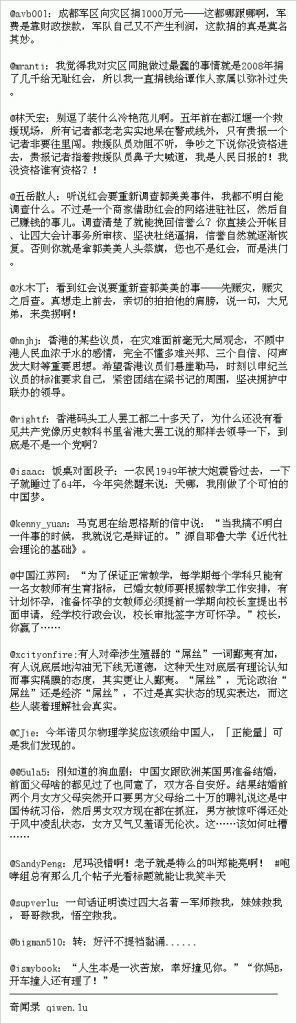 @avb001: 成都军区向灾区捐1000万元——这都哪跟哪啊，军
费是靠财政拨款，军队自己又不产生利润，这款捐的真是莫名
其妙。
@mranti: 我觉得我对灾区同胞做过最蠢的事情就是2008年捐
了几千给无耻红会，所以我一直捐钱给谭作人家属以弥补过失
。
@林天宏: 别逗了装什么冷艳范儿啊。五年前在都江堰一个救
援现场，所有记者都老老实实地呆在警戒线外，只有贵报一个
记者非要往里闯。救援队员劝阻不听，争吵之下说你没资格进
去，贵报记者指着救援队员鼻子大喊道，我是人民日报的！我
没资格谁有资格？！
@五岳散人: 听说红会要重新调查郭美美事件，我都不明白能
调查什么。不过是一个商家借助红会的网络进驻社区，然后自
己赚钱的事儿。调查清楚了就能挽回信誉么？你直接公开帐目
、让四大会计事务所审核、坚决杜绝逼捐，信誉自然就逐渐恢
复。否则你就是拿郭美美人头祭旗，您也不是红会，而是洪门
。
@水木丁: 看到红会说要重新查郭美美的事——先赈灾，赈灾
之后查。真想走上前去，亲切的拍拍他的肩膀，说一句，大兄
弟，来卖拐啊！
@hnjhj: 香港的某些议员，在灾难面前毫无大局观念，不顾中
港人民血浓于水的感情，完全不懂多难兴邦、三个自信、闷声
发大财等重要思想。希望香港议员们悬崖勒马，时刻以申纪兰
议员的标准要求自己，紧密团结在梁书记的周围，坚决拥护中
联办的领导。
@rightf: 香港码头工人罢工都二十多天了，为什么还没有看
见共产党像历史教科书里省港大罢工说的那样去领导一下，到
底是不是一个党啊？
@isaac: 饭桌对面段子：一农民1949年被大炮震昏过去，一下
子就睡过了64年，今年突然醒来说：天哪，我刚做了个可怕的
中国梦。
@kenny_yuan: 马克思在给恩格斯的信中说：“当我搞不明白
一件事的时候，我就说它是辩证的。”源自耶鲁大学《近代社
会理论的基础》。
@中国江苏网: “为了保证正常教学，每学期每个学科只能有
一名女教师有生育指标，已婚女教师要根据教学工作安排，有
计划怀孕，准备怀孕的女教师必须提前一学期向校长室提出书
面申请，经学校行政会议，校长审批签字方可怀孕。”校长，
你赢了……
@xcityonfire:有人对牵涉生殖器的“屌丝”一词鄙夷有加，
有人说底层地沟油无下线无道德，这种天生对底层有理论认知
而事实隔膜的态度，其实更让人鄙夷。“屌丝”，无论政治“
屌丝”还是经济“屌丝”，不过是真实状态的现实表达，而这
些人装着理解社会真实。
@CJie: 今年诺贝尔物理学奖应该颁给中国人，「正能量」可
是我们发现的。
@05ula5: 刚知道的狗血剧：中国女跟欧洲某国男准备结婚，
前面父母啥的都见过了也同意了，双方各自安好。结果结婚前
两个月女方父母突然开口要男方父母给二十万的聘礼说这是中
国传统习俗，然后男女双方现在都在抓狂，男方被惊吓得还处
于风中凌乱状态，女方又气又羞语无伦次。这……该如何吐槽
……
@SandyPeng: 尼玛没错啊！老子就是特么的叫郑能亮啊！ #咆
哮组总有那么几个帖子光看标题就能让我笑半天
@supverlu: 一句话证明读过四大名著－军师救我，妹妹救我
，哥哥救我，悟空救我。
@bigman510: 转: 好汗不提裆黏涌......
@ismybook: “人生本是一次苦旅，幸好撞见你。”“你妈B，
开车撞人还有理了！”
奇闻录 qiwen.lu